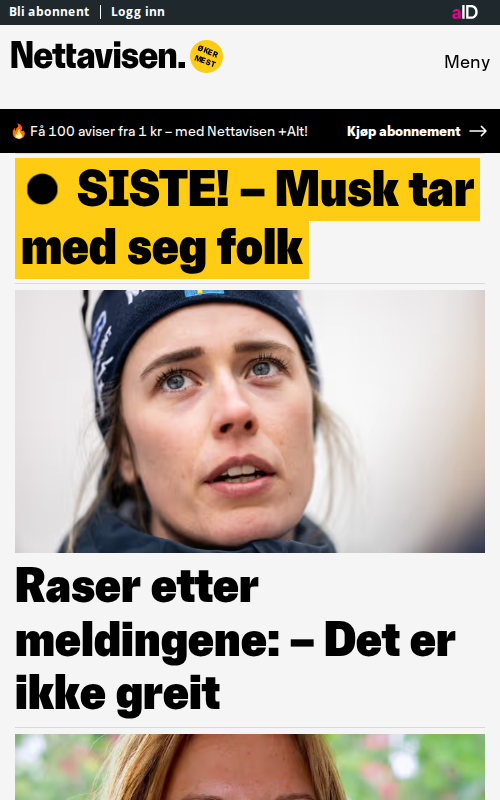 Bli abonnent | Logg inn
aID
Nettavisen.
ØKER
MEST
Meny
🔥 Få 100 aviser fra 1 kr – med Nettavisen +Alt!
Kjøp abonnement →
● SISTE! – Musk tar
med seg folk
Raser etter
meldingene: – Det er
ikke greit